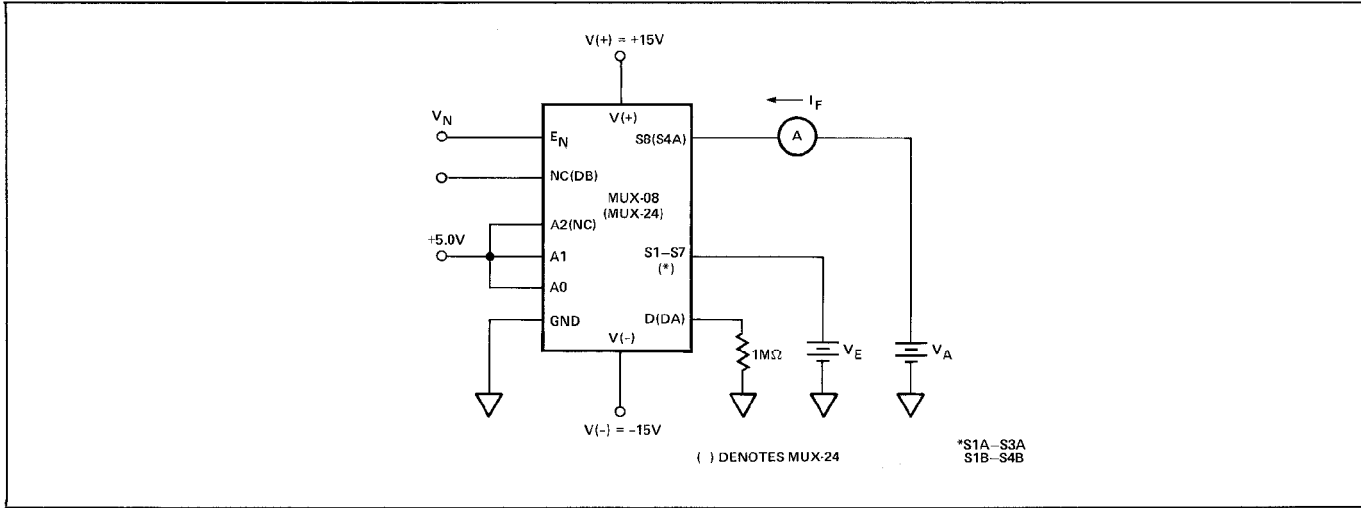 V(+) = +15V
I_F
V_N
V(+)
E_N
S8(S4A)
A
NC(DB)
MUX-08
(MUX-24)
A2(NC)
+5.0V
A1
S1–S7
(*)
A0
GND
D(DA)
V(-)
1MΩ
V_E
V_A
V(-) = -15V
( ) DENOTES MUX-24
*S1A–S3A
S1B–S4B